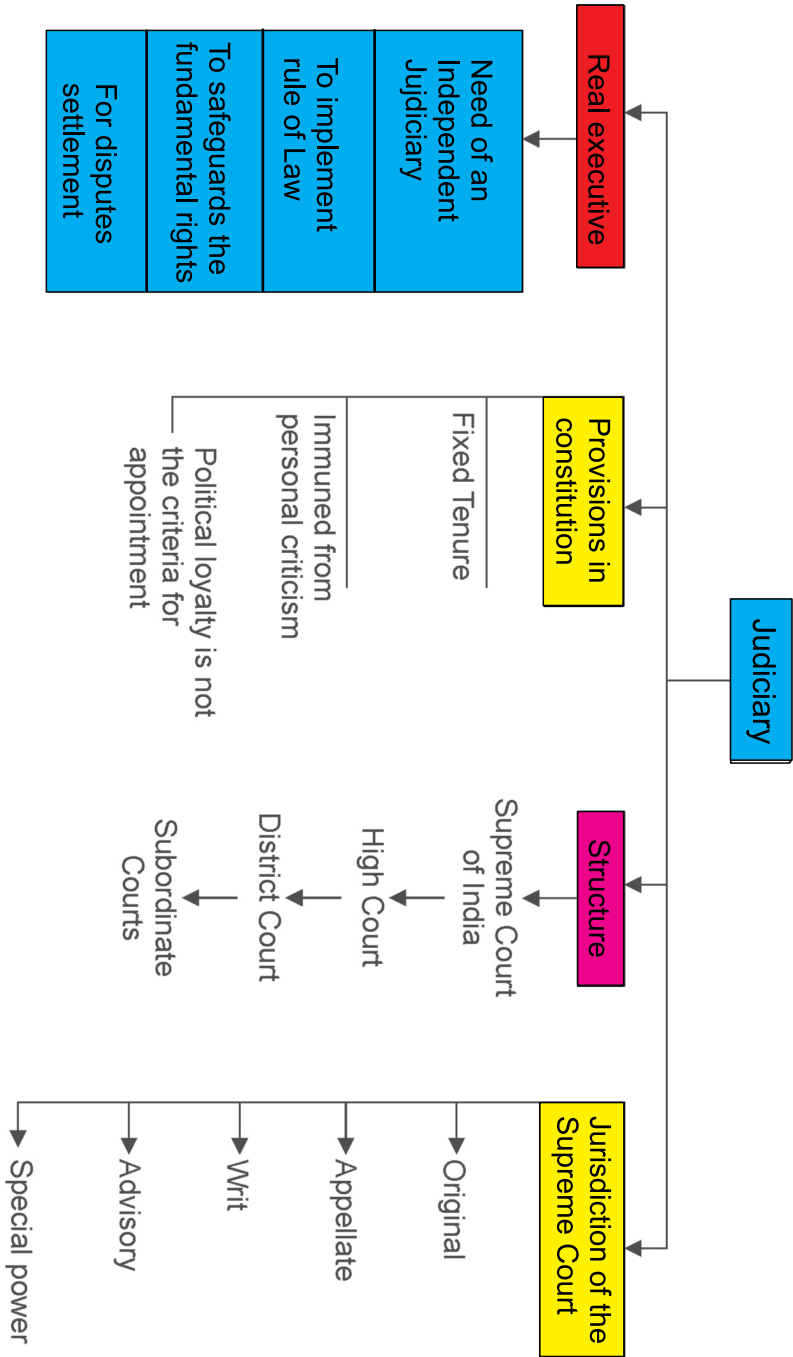 Judiciary
Real executive
Need of an
Independent
Jujdiciary
To implement
rule of Law
To safeguards the
fundamental rights
For disputes
settlement
Provisions in
constitution
Fixed Tenure
Immuned from
personal criticism
Political loyalty is not
the criteria for
appointment
Structure
Supreme Court
of India
High Court
District Court
Subordinate
Courts
Jurisdiction of the
Supreme Court
Original
Appellate
Writ
Advisory
Special power